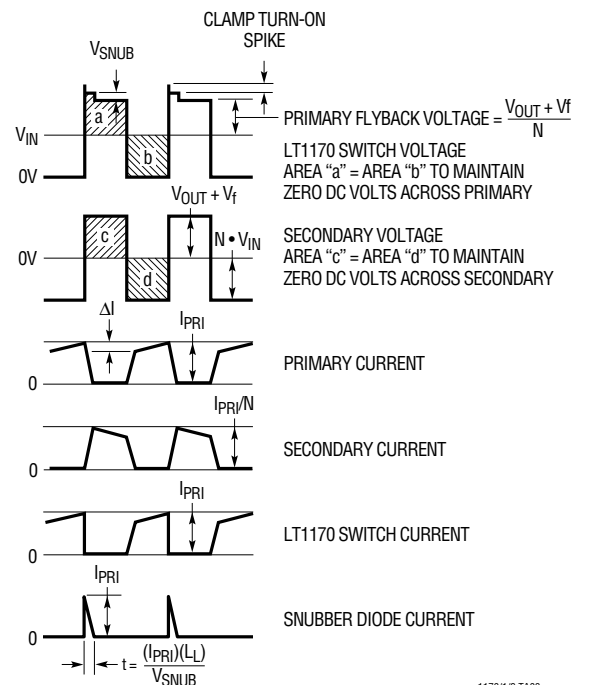 CLAMP TURN-ON
SPIKE
VSNUB
a
b
VIN
0V
PRIMARY FLYBACK VOLTAGE = VOUT + Vf
N
LT1170 SWITCH VOLTAGE
AREA “a” = AREA “b” TO MAINTAIN
ZERO DC VOLTS ACROSS PRIMARY
VOUT + Vf
c
d
0V
N • VIN
SECONDARY VOLTAGE
AREA “c” = AREA “d” TO MAINTAIN
ZERO DC VOLTS ACROSS SECONDARY
∆I
IPRI
0
PRIMARY CURRENT
IPRI/N
0
SECONDARY CURRENT
IPRI
0
LT1170 SWITCH CURRENT
IPRI
0
SNUBBER DIODE CURRENT
t = (IPRI)(LL)
VSNUB